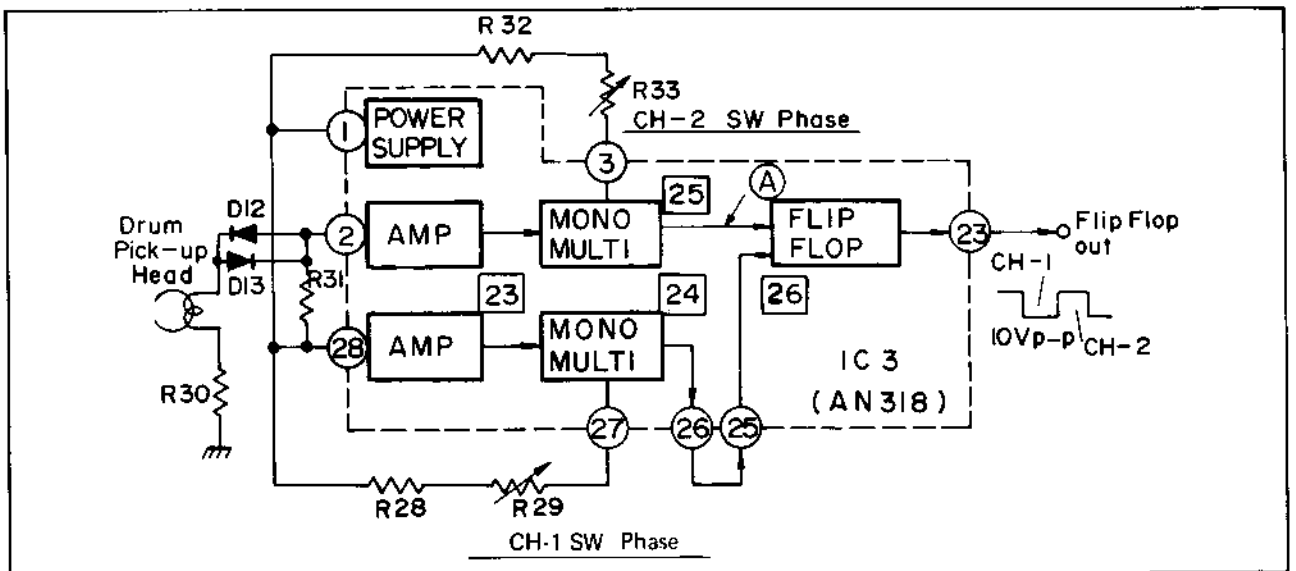 R32
R33
CH-2 SW Phase
1
POWER
SUPPLY
3
25
A
Drum
Pick-up
Head
D12
D13
R31
2
AMP
MONO
MULTI
FLIP
FLOP
23
Flip Flop
out
CH-1
10Vp-p
CH-2
23
24
26
28
AMP
MONO
MULTI
IC3
(AN318)
R30
27
26
25
R28
R29
CH-1 SW Phase